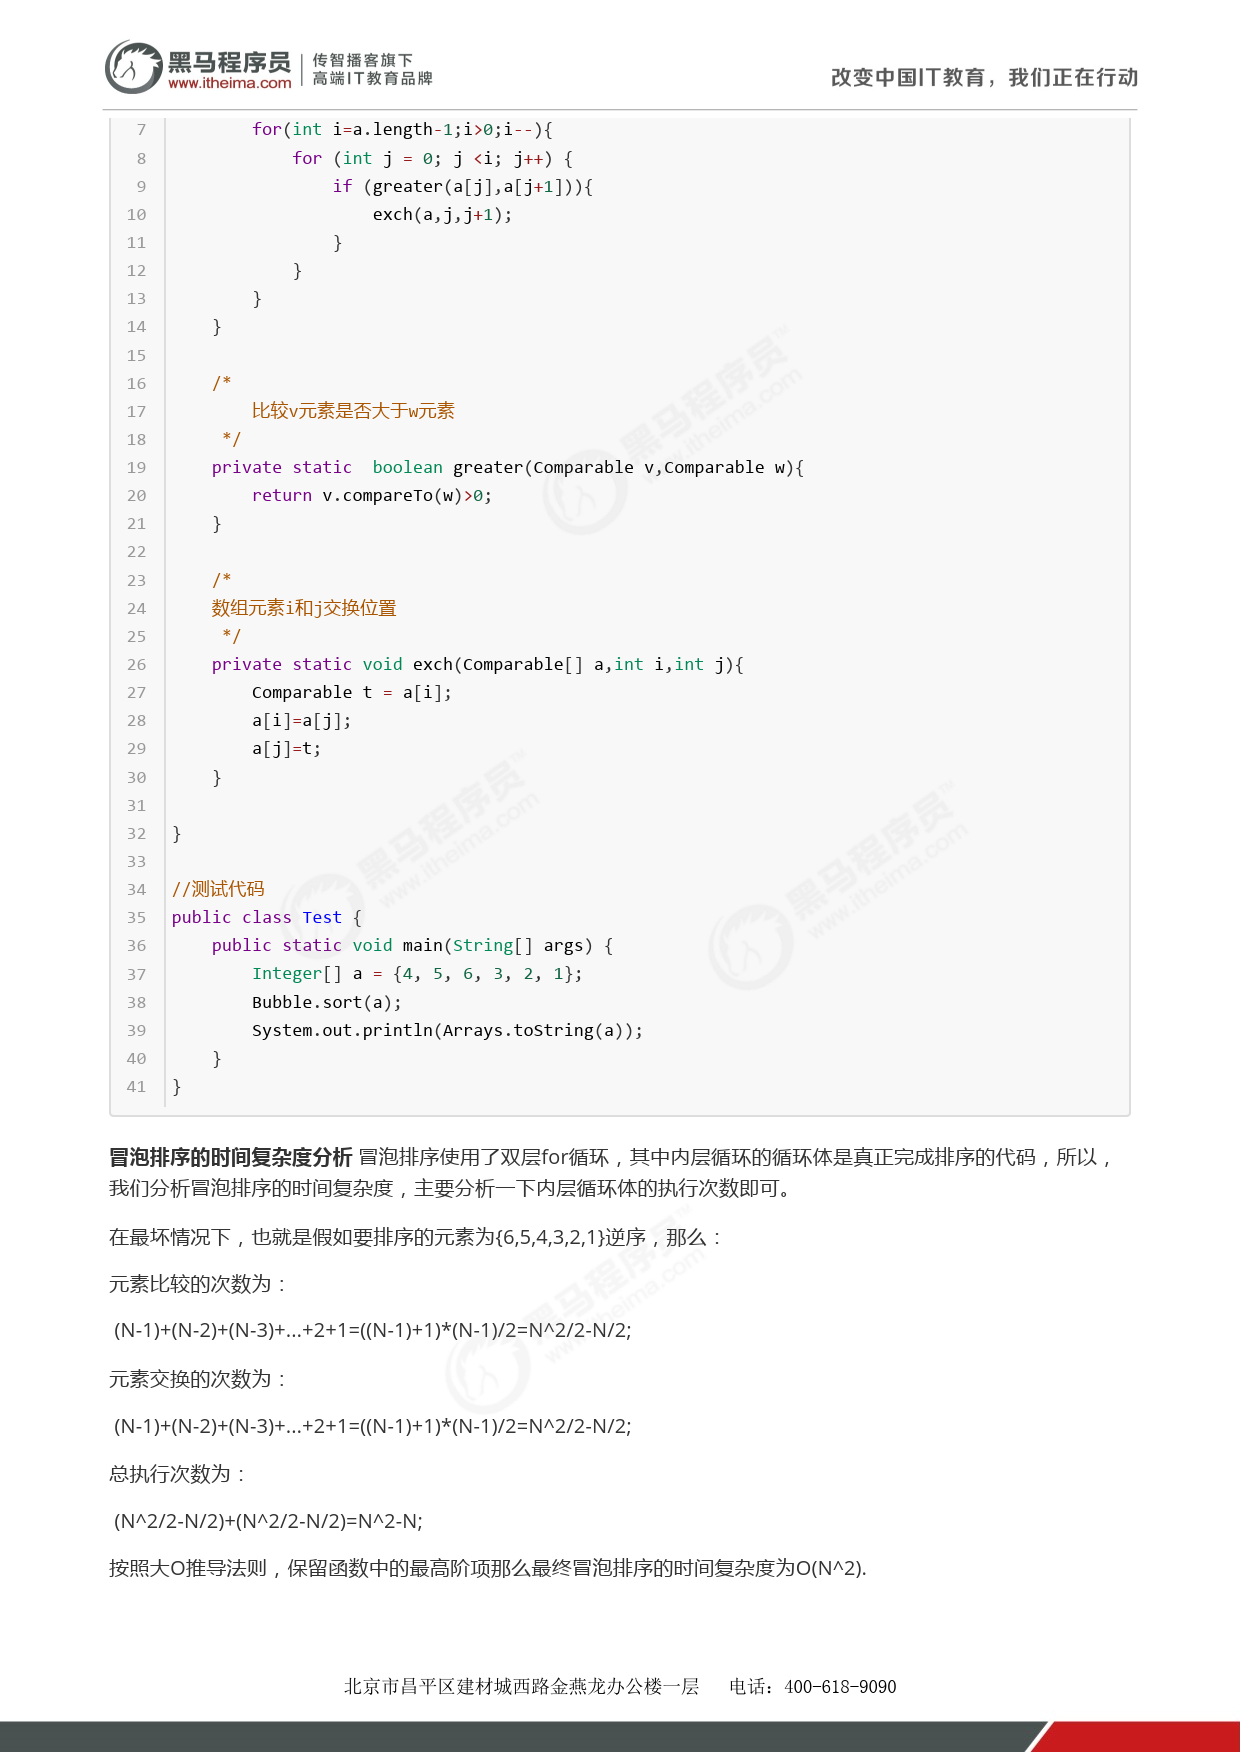 黑马程序员 传智播客旗下
www.itheima.com 高端IT教育品牌
改变中国IT教育，我们正在行动
7         for(int i=a.length-1;i>0;i--){
8             for (int j = 0; j <i; j++) {
9                 if (greater(a[j],a[j+1])){
10                     exch(a,j,j+1);
11                 }
12             }
13         }
14     }
15
16     /*
17         比较v元素是否大于w元素
18      */
19     private static  boolean greater(Comparable v,Comparable w){
20         return v.compareTo(w)>0;
21     }
22
23     /*
24     数组元素i和j交换位置
25      */
26     private static void exch(Comparable[] a,int i,int j){
27         Comparable t = a[i];
28         a[i]=a[j];
29         a[j]=t;
30     }
31
32 }
33
34 //测试代码
35 public class Test {
36     public static void main(String[] args) {
37         Integer[] a = {4, 5, 6, 3, 2, 1};
38         Bubble.sort(a);
39         System.out.println(Arrays.toString(a));
40     }
41 }
冒泡排序的时间复杂度分析 冒泡排序使用了双层for循环，其中内层循环的循环体是真正完成排序的代码，所以，
我们分析冒泡排序的时间复杂度，主要分析一下内层循环体的执行次数即可。
在最坏情况下，也就是假如要排序的元素为{6,5,4,3,2,1}逆序，那么：
元素比较的次数为：
(N-1)+(N-2)+(N-3)+...+2+1=((N-1)+1)*(N-1)/2=N^2/2-N/2;
元素交换的次数为：
(N-1)+(N-2)+(N-3)+...+2+1=((N-1)+1)*(N-1)/2=N^2/2-N/2;
总执行次数为：
(N^2/2-N/2)+(N^2/2-N/2)=N^2-N;
按照大O推导法则，保留函数中的最高阶项那么最终冒泡排序的时间复杂度为O(N^2).
北京市昌平区建材城西路金燕龙办公楼一层 电话：400-618-9090